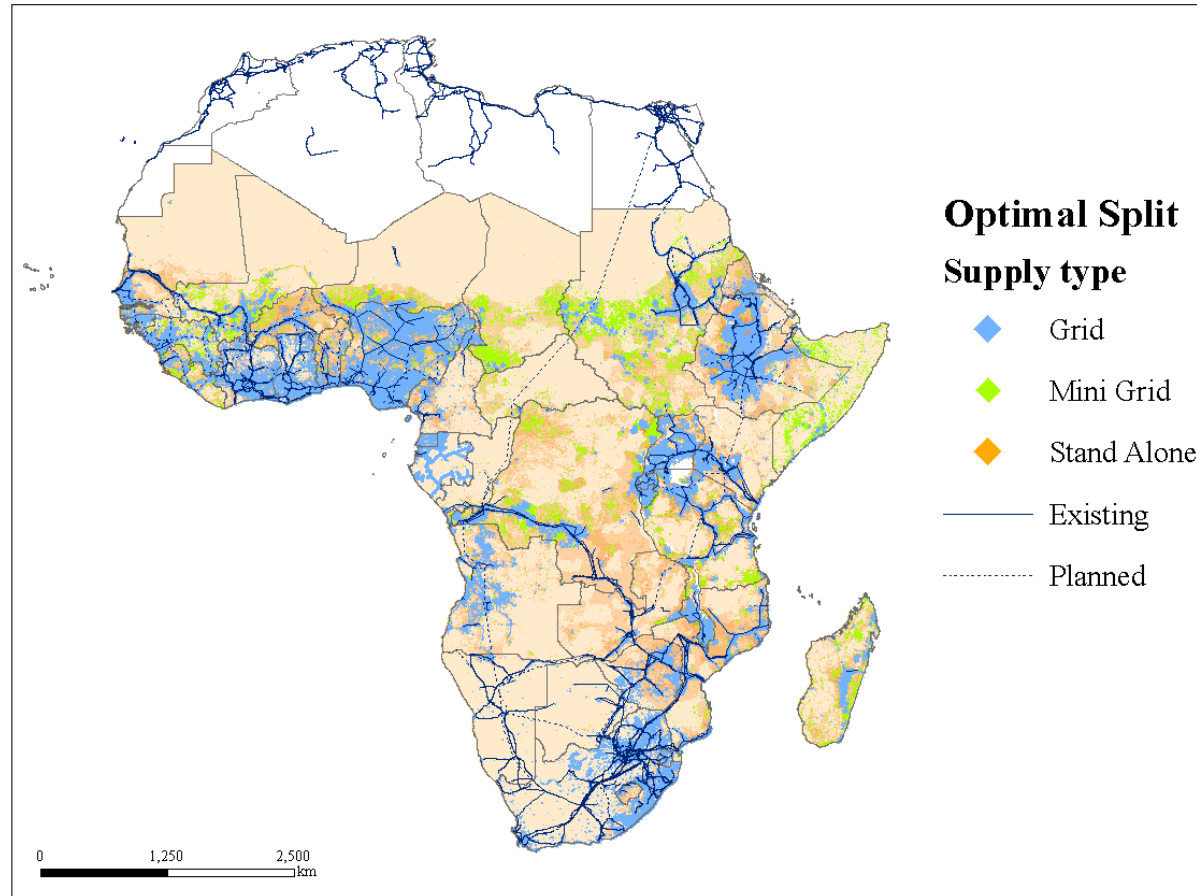 Optimal Split
Supply type
Grid
Mini Grid
Stand Alone
Existing
Planned
0 1,250 2,500
km